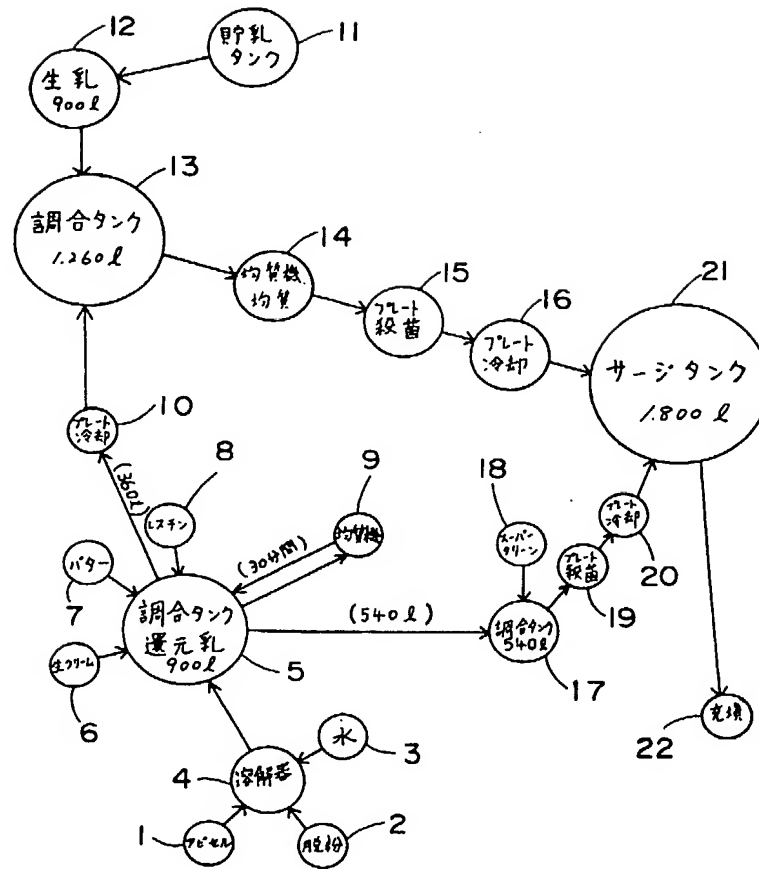 12
11
貯乳
タンク
生乳
900ℓ
13
調合タンク
1.260ℓ
14
均質機
均質
15
プレート
殺菌
16
プレート
冷却
21
サージタンク
1.800ℓ
10
プレート
冷却
(360ℓ)
8
レスチン
9
均質機
(30分間)
18
スーパー
クリーン
プレート
冷却
20
バター
7
プレート
殺菌
19
調合タンク
還元乳
900ℓ
5
(540ℓ)
調合タンク
540ℓ
17
生クリーム
6
水
3
4
溶解器
充填
22
1
アビセル
脱粉
2